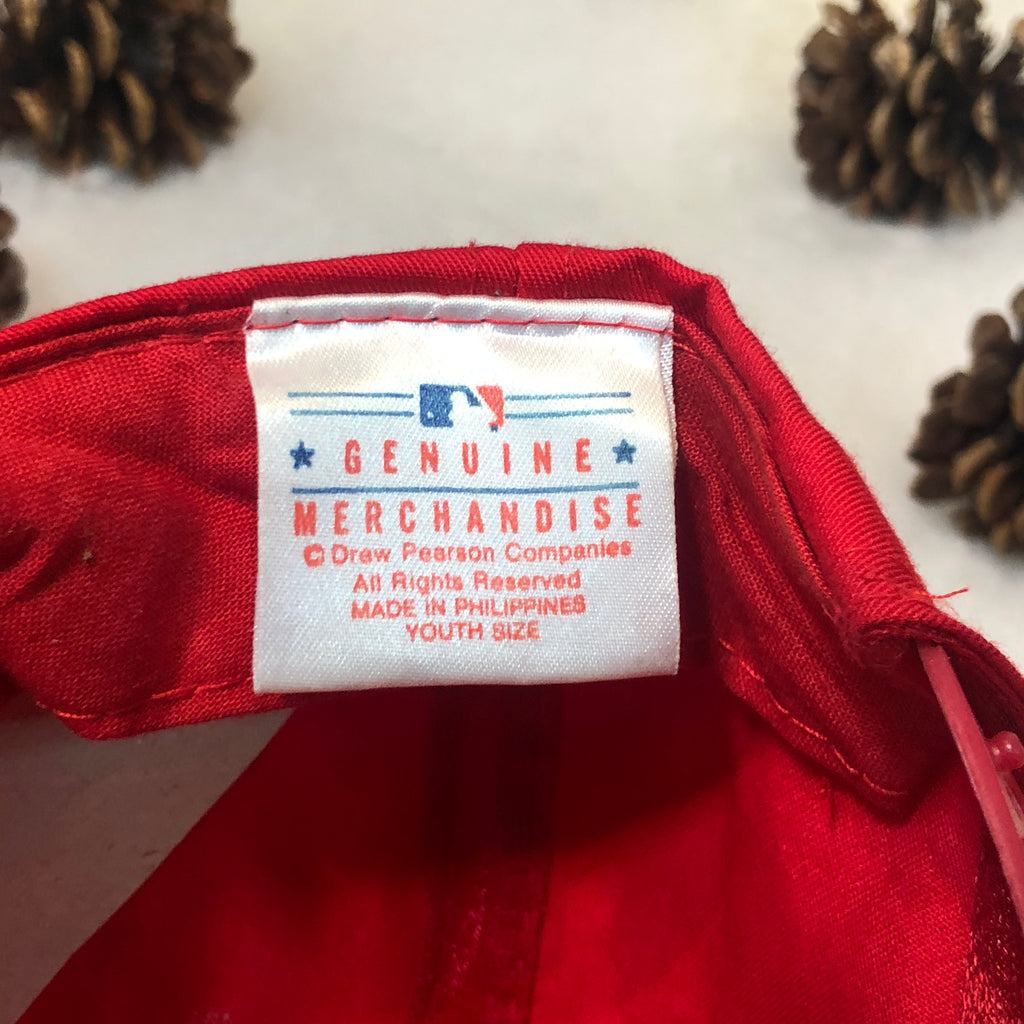 GENUINE
MERCHANDISE
© Drew Pearson Companies
All Rights Reserved
MADE IN PHILIPPINES
YOUTH SIZE